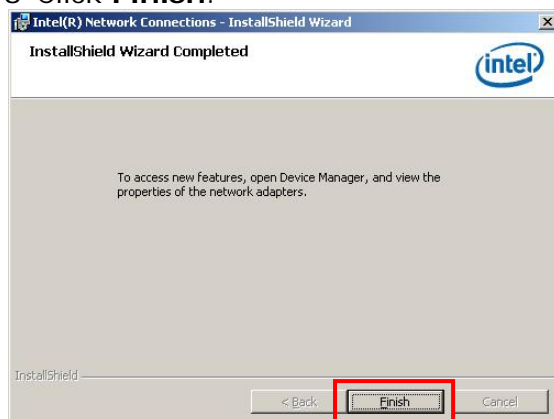 Click Finish.
Intel(R) Network Connections - InstallShield Wizard
InstallShield Wizard Completed
intel
To access new features, open Device Manager, and view the
properties of the network adapters.
InstallShield
< Back Finish Cancel